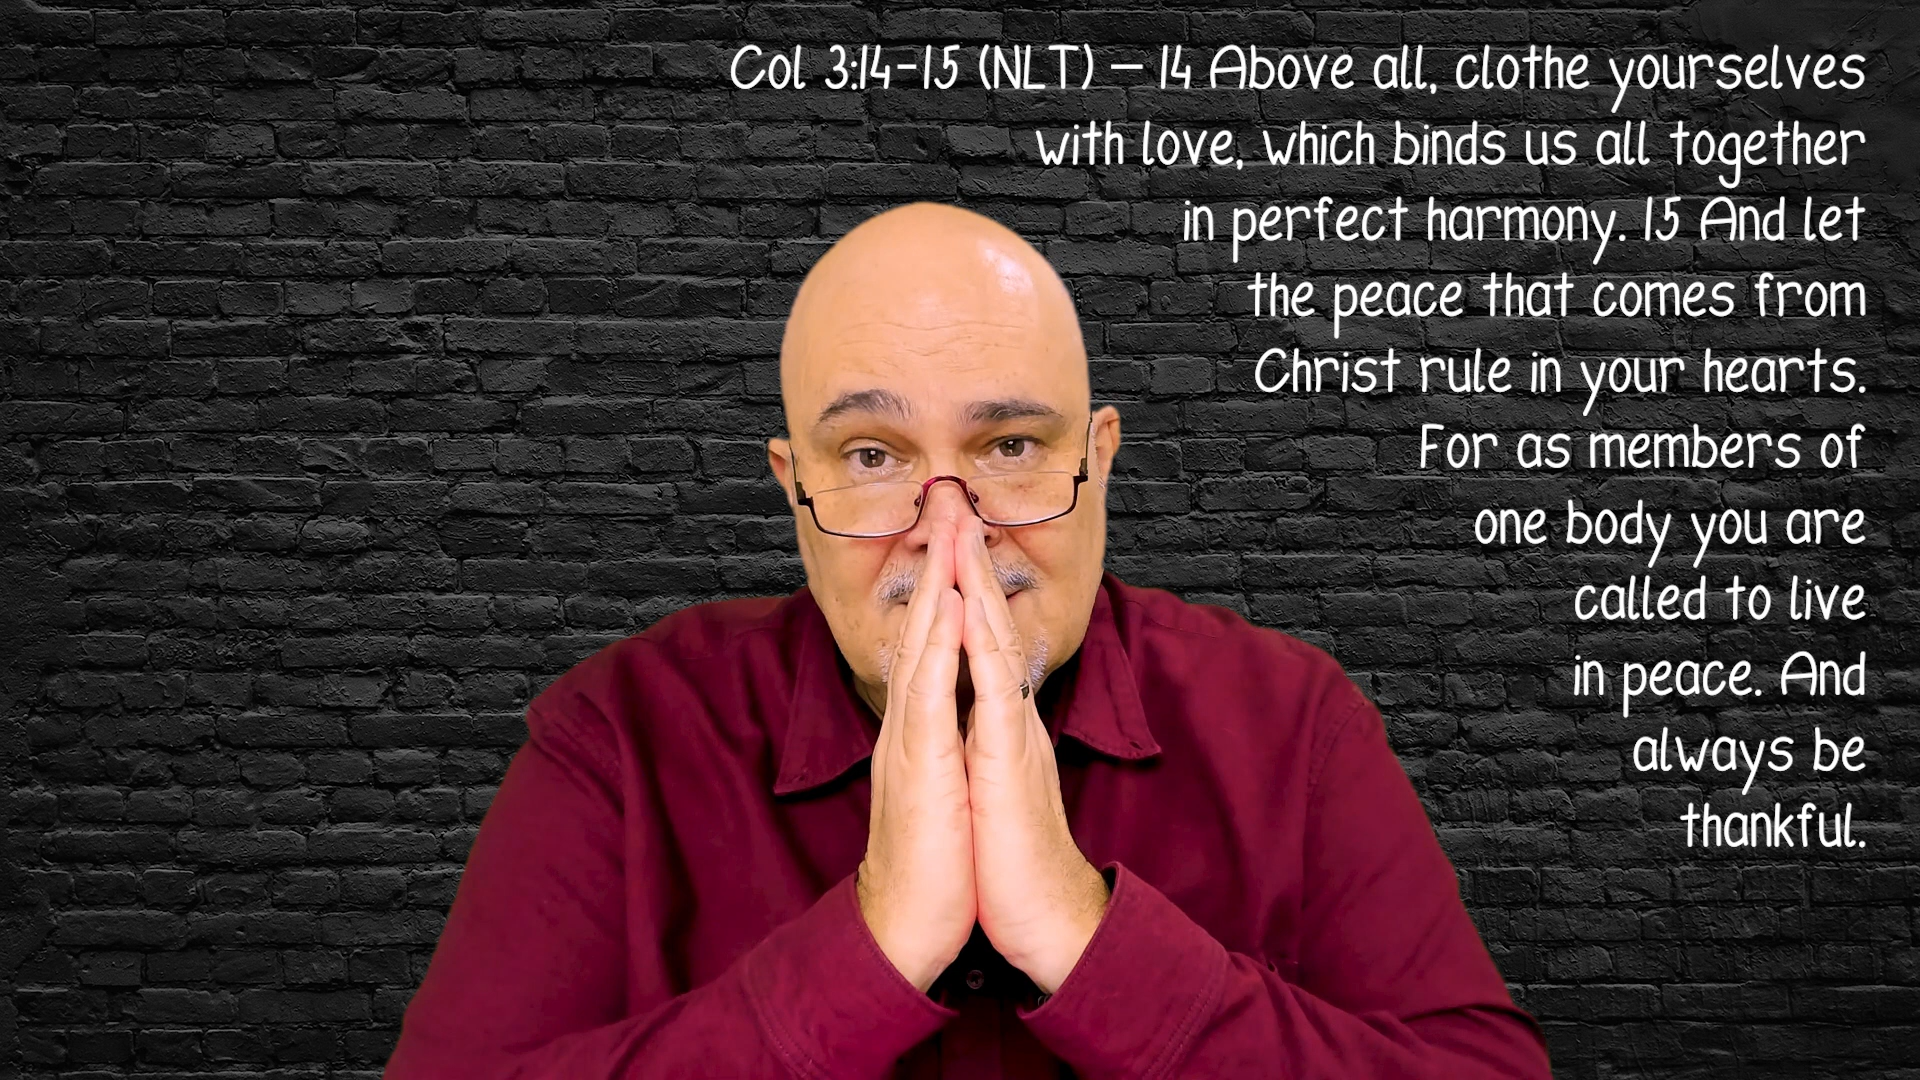 Col 3:14-15 (NLT) – 14 Above all, clothe yourselves
with love, which binds us all together
in perfect harmony. 15 And let
the peace that comes from
Christ rule in your hearts.
For as members of
one body you are
called to live
in peace. And
always be
thankful.